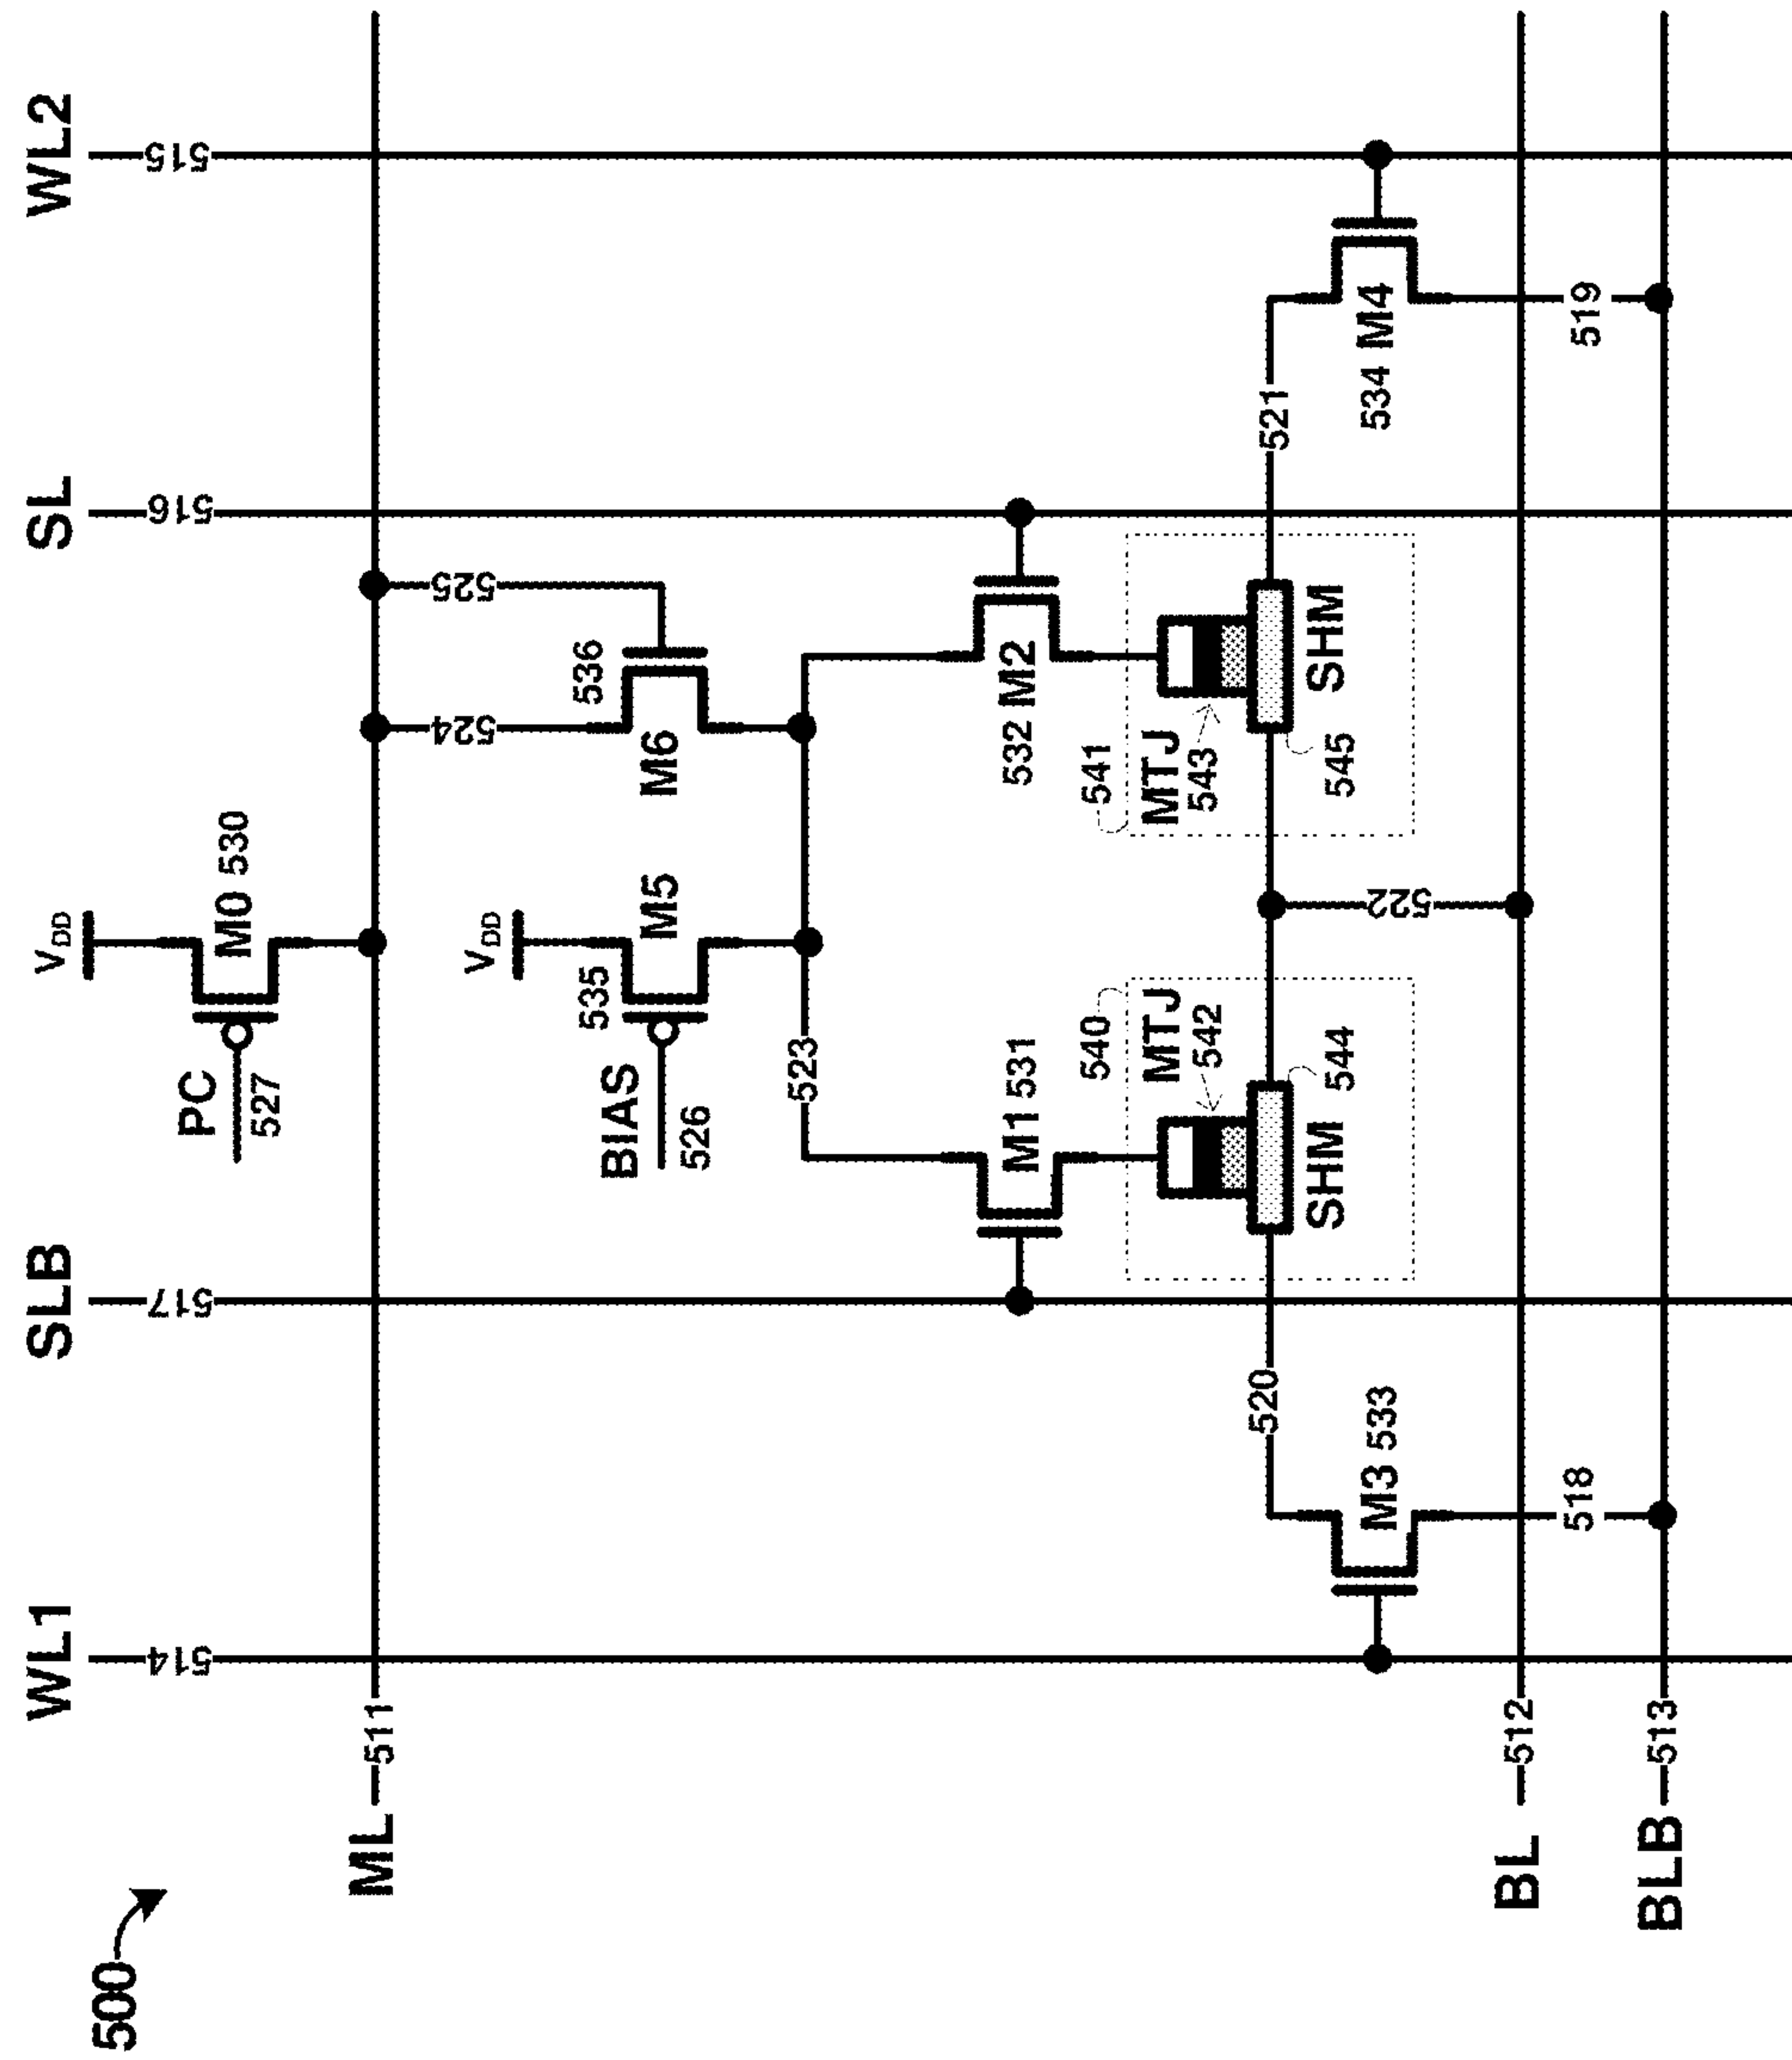 500
WL1
SLB
SL
WL2
514
517
516
515
ML
511
V_DD
M0 530
PC
527
V_DD
535
M5
BIAS
526
536
M6
524
525
523
M1 531
532 M2
540
MTJ
542
544
SHM
541
MTJ
543
545
SHM
520
521
522
M3 533
534 M4
518
519
BL
512
BLB
513